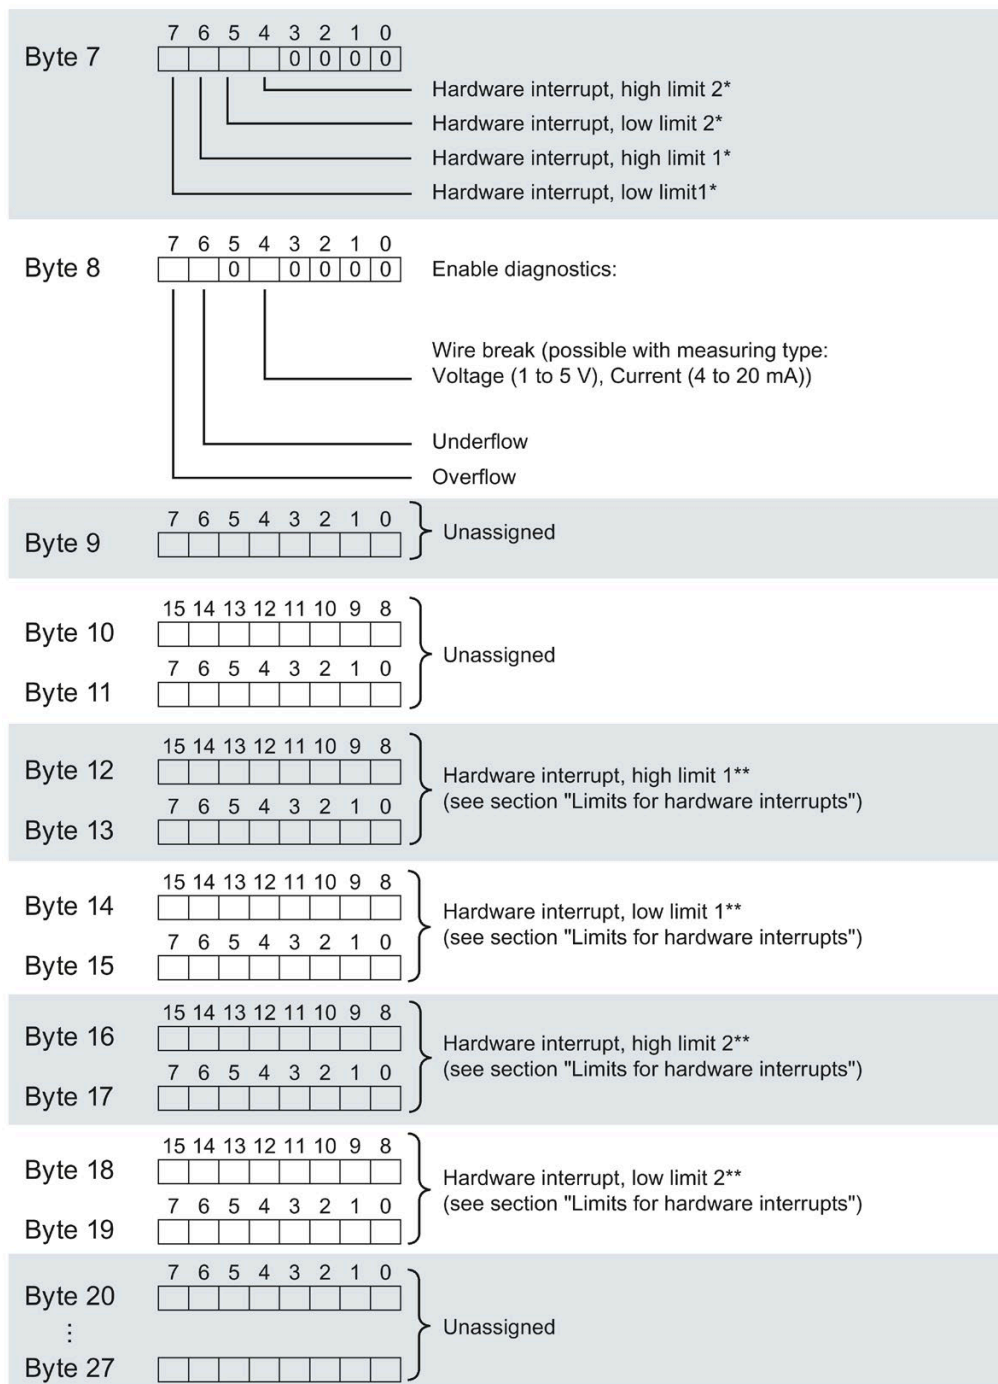 7 6 5 4 3 2 1 0
Byte 7
0 0 0 0
Hardware interrupt, high limit 2*
Hardware interrupt, low limit 2*
Hardware interrupt, high limit 1*
Hardware interrupt, low limit1*
7 6 5 4 3 2 1 0
Byte 8
0 0 0 0 0
Enable diagnostics:
Wire break (possible with measuring type:
Voltage (1 to 5 V), Current (4 to 20 mA))
Underflow
Overflow
7 6 5 4 3 2 1 0
Byte 9
Unassigned
15 14 13 12 11 10 9 8
Byte 10
7 6 5 4 3 2 1 0
Byte 11
Unassigned
15 14 13 12 11 10 9 8
Byte 12
7 6 5 4 3 2 1 0
Byte 13
Hardware interrupt, high limit 1**
(see section "Limits for hardware interrupts")
15 14 13 12 11 10 9 8
Byte 14
7 6 5 4 3 2 1 0
Byte 15
Hardware interrupt, low limit 1**
(see section "Limits for hardware interrupts")
15 14 13 12 11 10 9 8
Byte 16
7 6 5 4 3 2 1 0
Byte 17
Hardware interrupt, high limit 2**
(see section "Limits for hardware interrupts")
15 14 13 12 11 10 9 8
Byte 18
7 6 5 4 3 2 1 0
Byte 19
Hardware interrupt, low limit 2**
(see section "Limits for hardware interrupts")
7 6 5 4 3 2 1 0
Byte 20
⋮
Byte 27
Unassigned